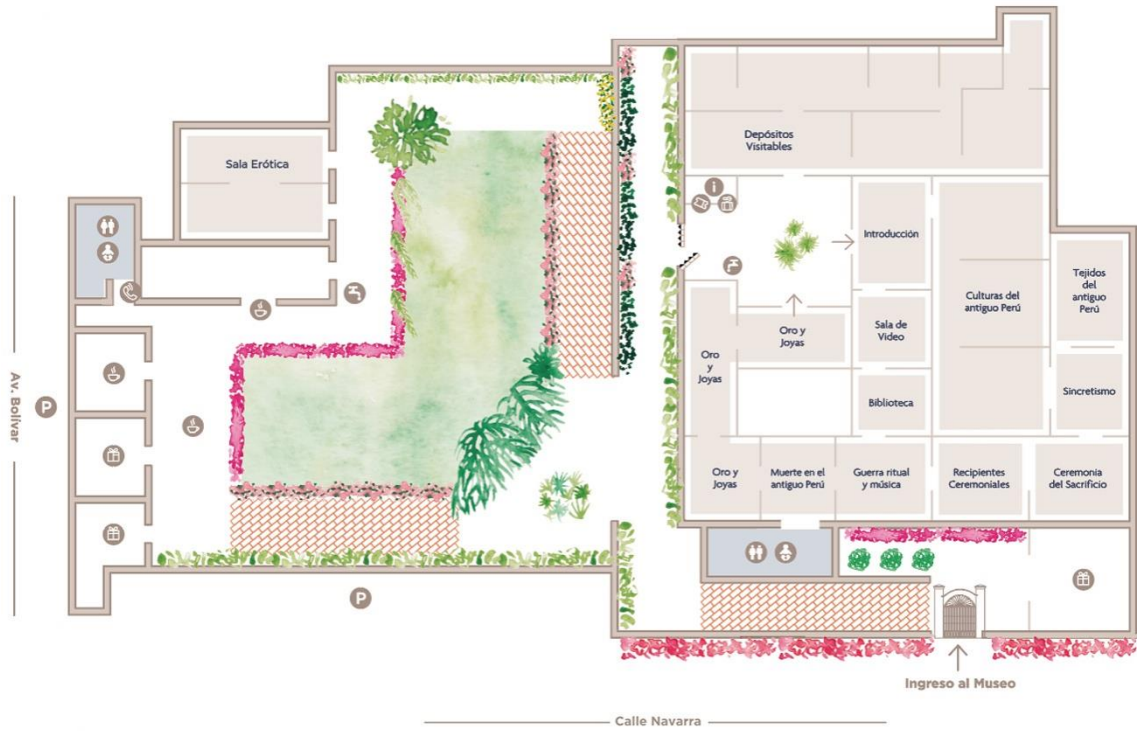 Depósitos
Visitables
Sala Erótica
i
Introducción
Tejidos
del
antiguo
Perú
Culturas del
antiguo Perú
Oro y
Joyas
Sala de
Video
Oro
y
Joyas
Biblioteca
Sincretismo
Av. Bolívar
P
Oro y
Joyas
Muerte en el
antiguo Perú
Guerra ritual
y música
Recipientes
Ceremoniales
Ceremonia
del Sacrificio
P
Ingreso al Museo
Calle Navarra